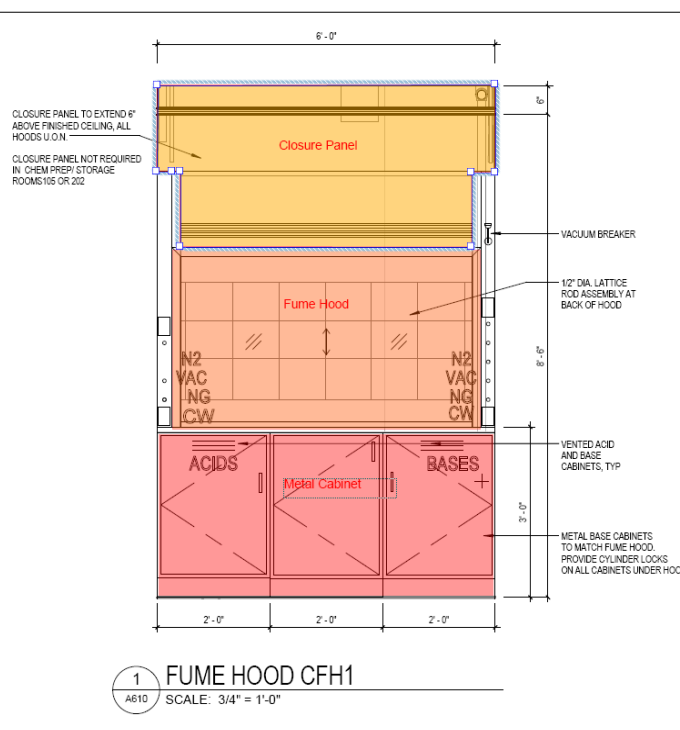 6' - 0"
CLOSURE PANEL TO EXTEND 6"
ABOVE FINISHED CEILING, ALL
HOODS U.O.N.
CLOSURE PANEL NOT REQUIRED
IN CHEM PREP/ STORAGE
ROOMS105 OR 202
6"
Closure Panel
VACUUM BREAKER
1/2" DIA. LATTICE
ROD ASSEMBLY AT
BACK OF HOOD
Fume Hood
8' - 6"
N2
VAC
NG
CW
N2
VAC
NG
CW
VENTED ACID
AND BASE
CABINETS, TYP
ACIDS
BASES
Metal Cabinet
3' - 0"
METAL BASE CABINETS
TO MATCH FUME HOOD.
PROVIDE CYLINDER LOCKS
ON ALL CABINETS UNDER HOO
2' - 0"
2' - 0"
2' - 0"
1
A610
FUME HOOD CFH1
SCALE: 3/4" = 1'-0"